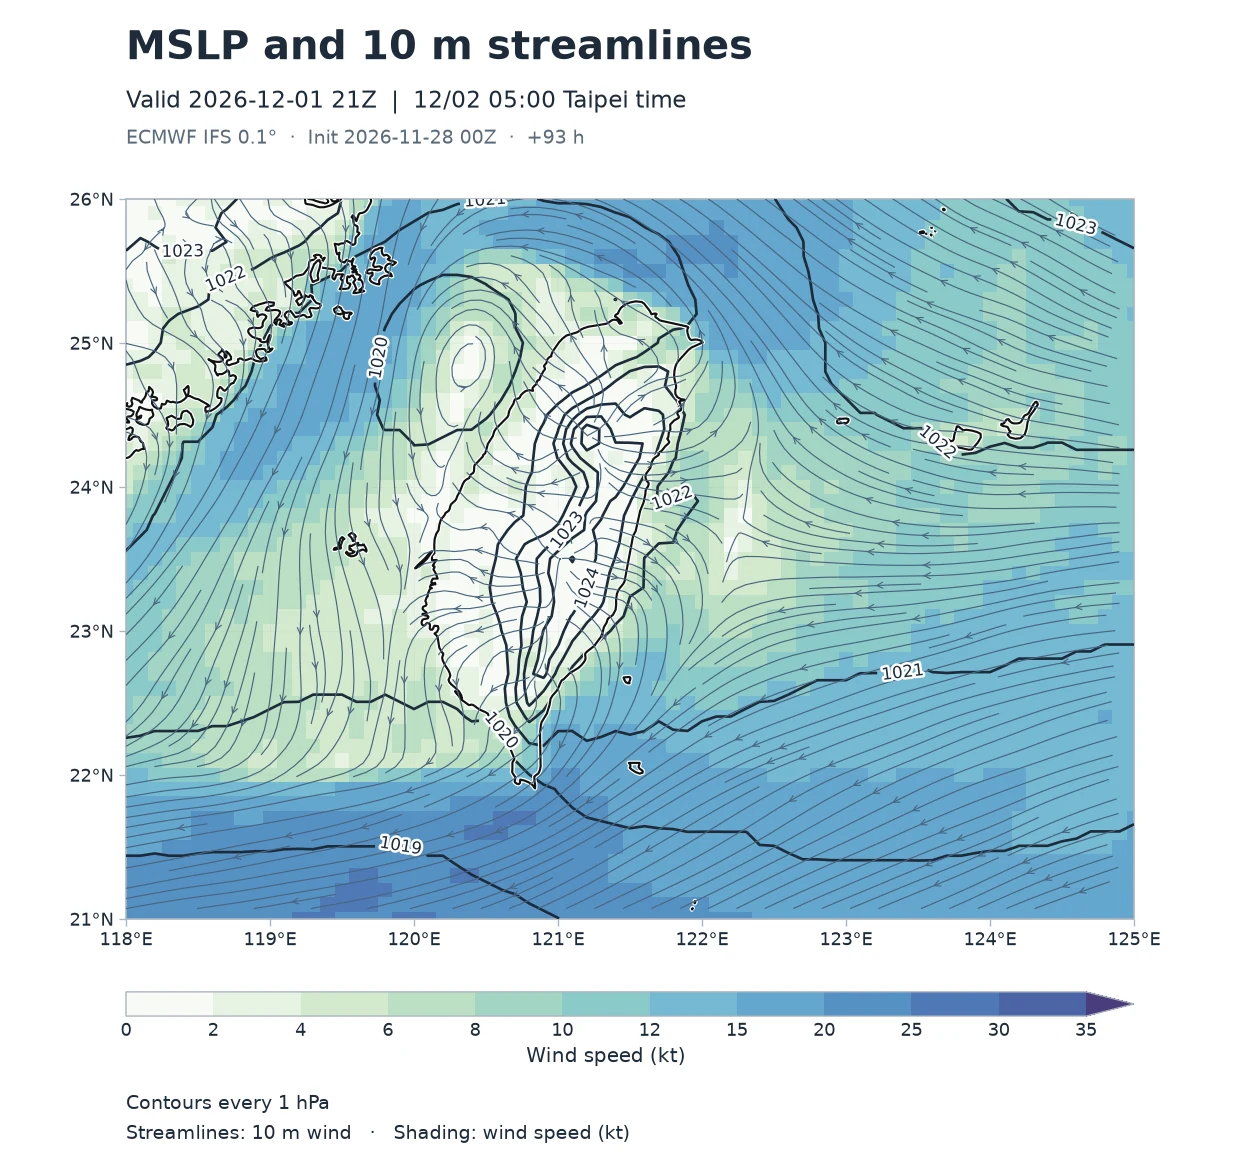 MSLP and 10 m streamlines
Valid 2026-12-01 21Z | 12/02 05:00 Taipei time
ECMWF IFS 0.1° · Init 2026-11-28 00Z · +93 h
26°N
25°N
24°N
23°N
22°N
21°N
1021
1023
1023
1022
1020
1022
1022
1023
1024
1021
1020
1019
118°E 119°E 120°E 121°E 122°E 123°E 124°E 125°E
0 2 4 6 8 10 12 15 20 25 30 35
Wind speed (kt)
Contours every 1 hPa
Streamlines: 10 m wind · Shading: wind speed (kt)